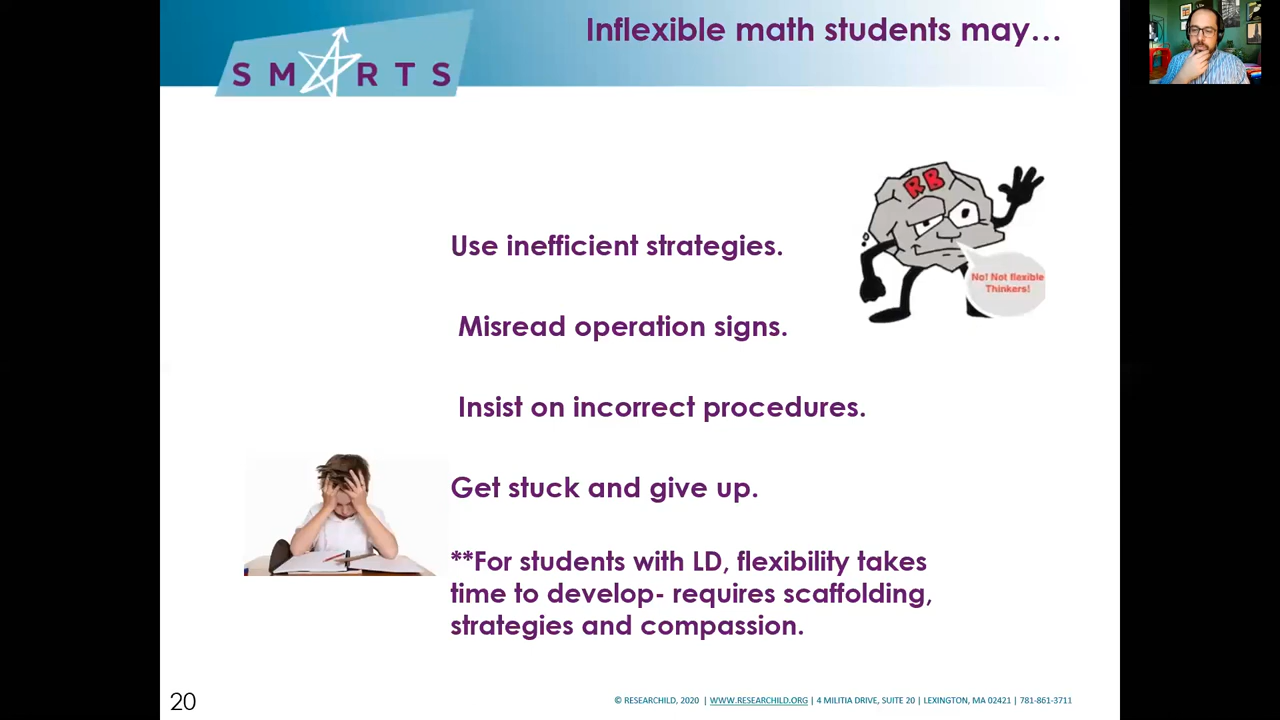 Inflexible math students may...
SMARTS
RB
No! Not flexible
Thinkers!
Use inefficient strategies.
Misread operation signs.
Insist on incorrect procedures.
Get stuck and give up.
**For students with LD, flexibility takes
time to develop- requires scaffolding,
strategies and compassion.
20
© RESEARCHILD, 2020 | WWW.RESEARCHILD.ORG | 4 MILITIA DRIVE, SUITE 20 | LEXINGTON, MA 02421 | 781-861-3711